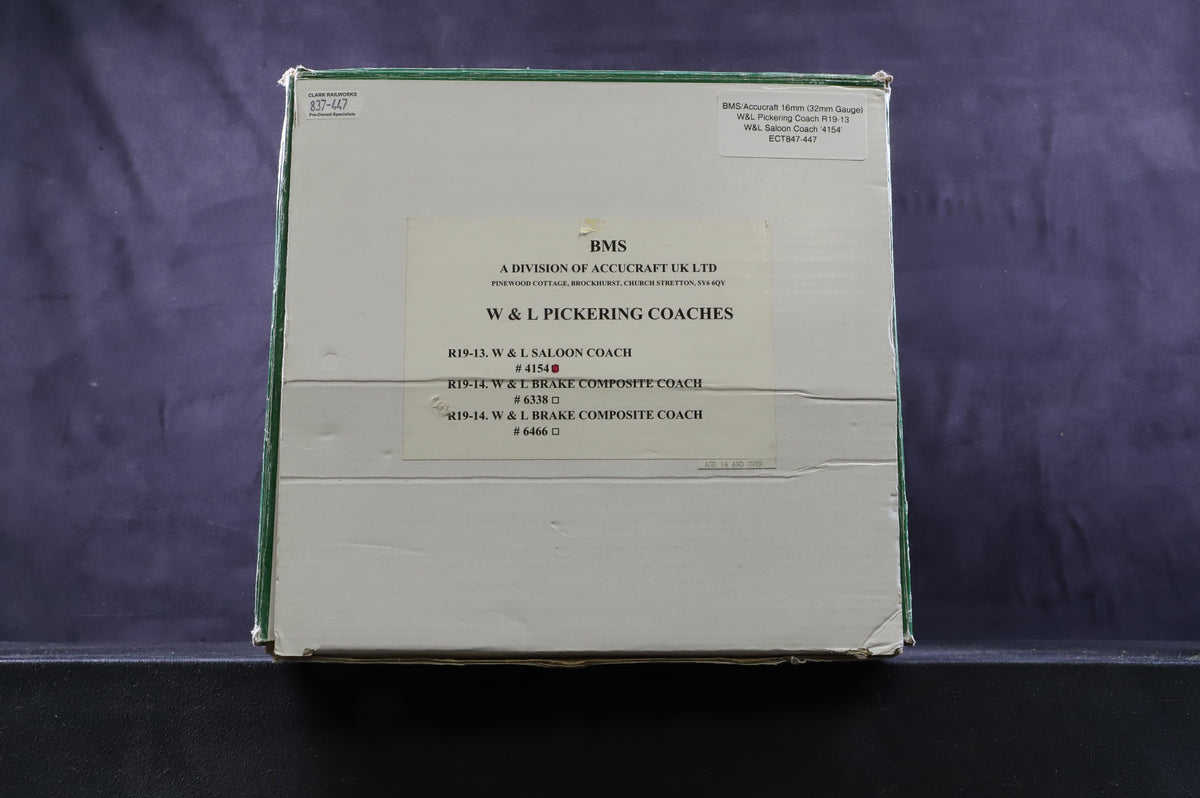 CLARK RAILWORKS
837-447
Pre-Owned Specialists
BMS/Accucraft 16mm (32mm Gauge)
W&L Pickering Coach R19-13
W&L Saloon Coach '4154'
ECT847-447
BMS
A DIVISION OF ACCUCRAFT UK LTD
PINEWOOD COTTAGE, BROCKHURST, CHURCH STRETTON, SY6 6QY
W & L PICKERING COACHES
R19-13. W & L SALOON COACH
# 4154
R19-14. W & L BRAKE COMPOSITE COACH
# 6338 □
R19-14. W & L BRAKE COMPOSITE COACH
# 6466 □
AGE 14 AND OVER